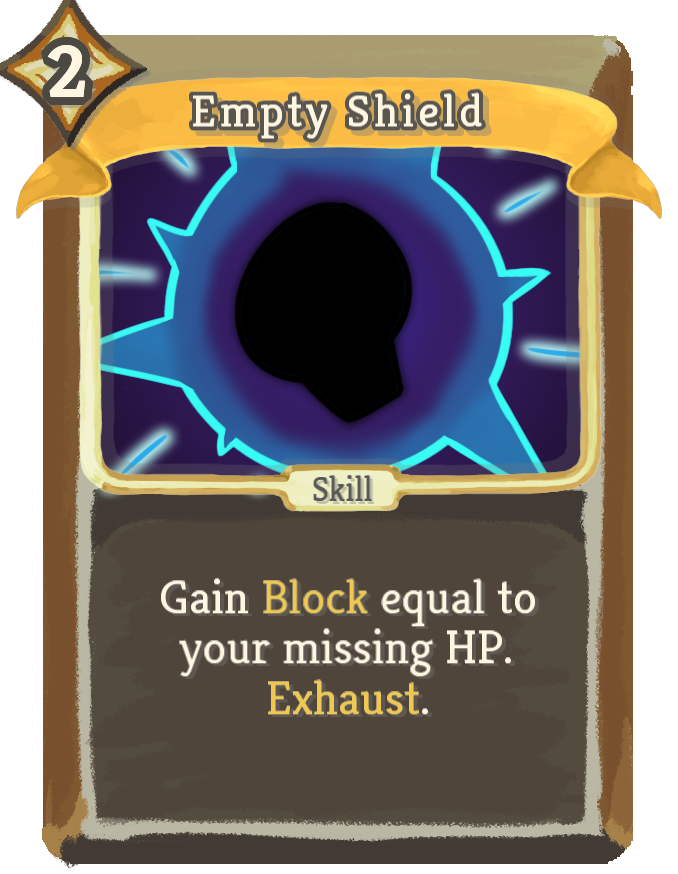 2
Empty Shield
Skill
Gain Block equal to
your missing HP.
Exhaust.